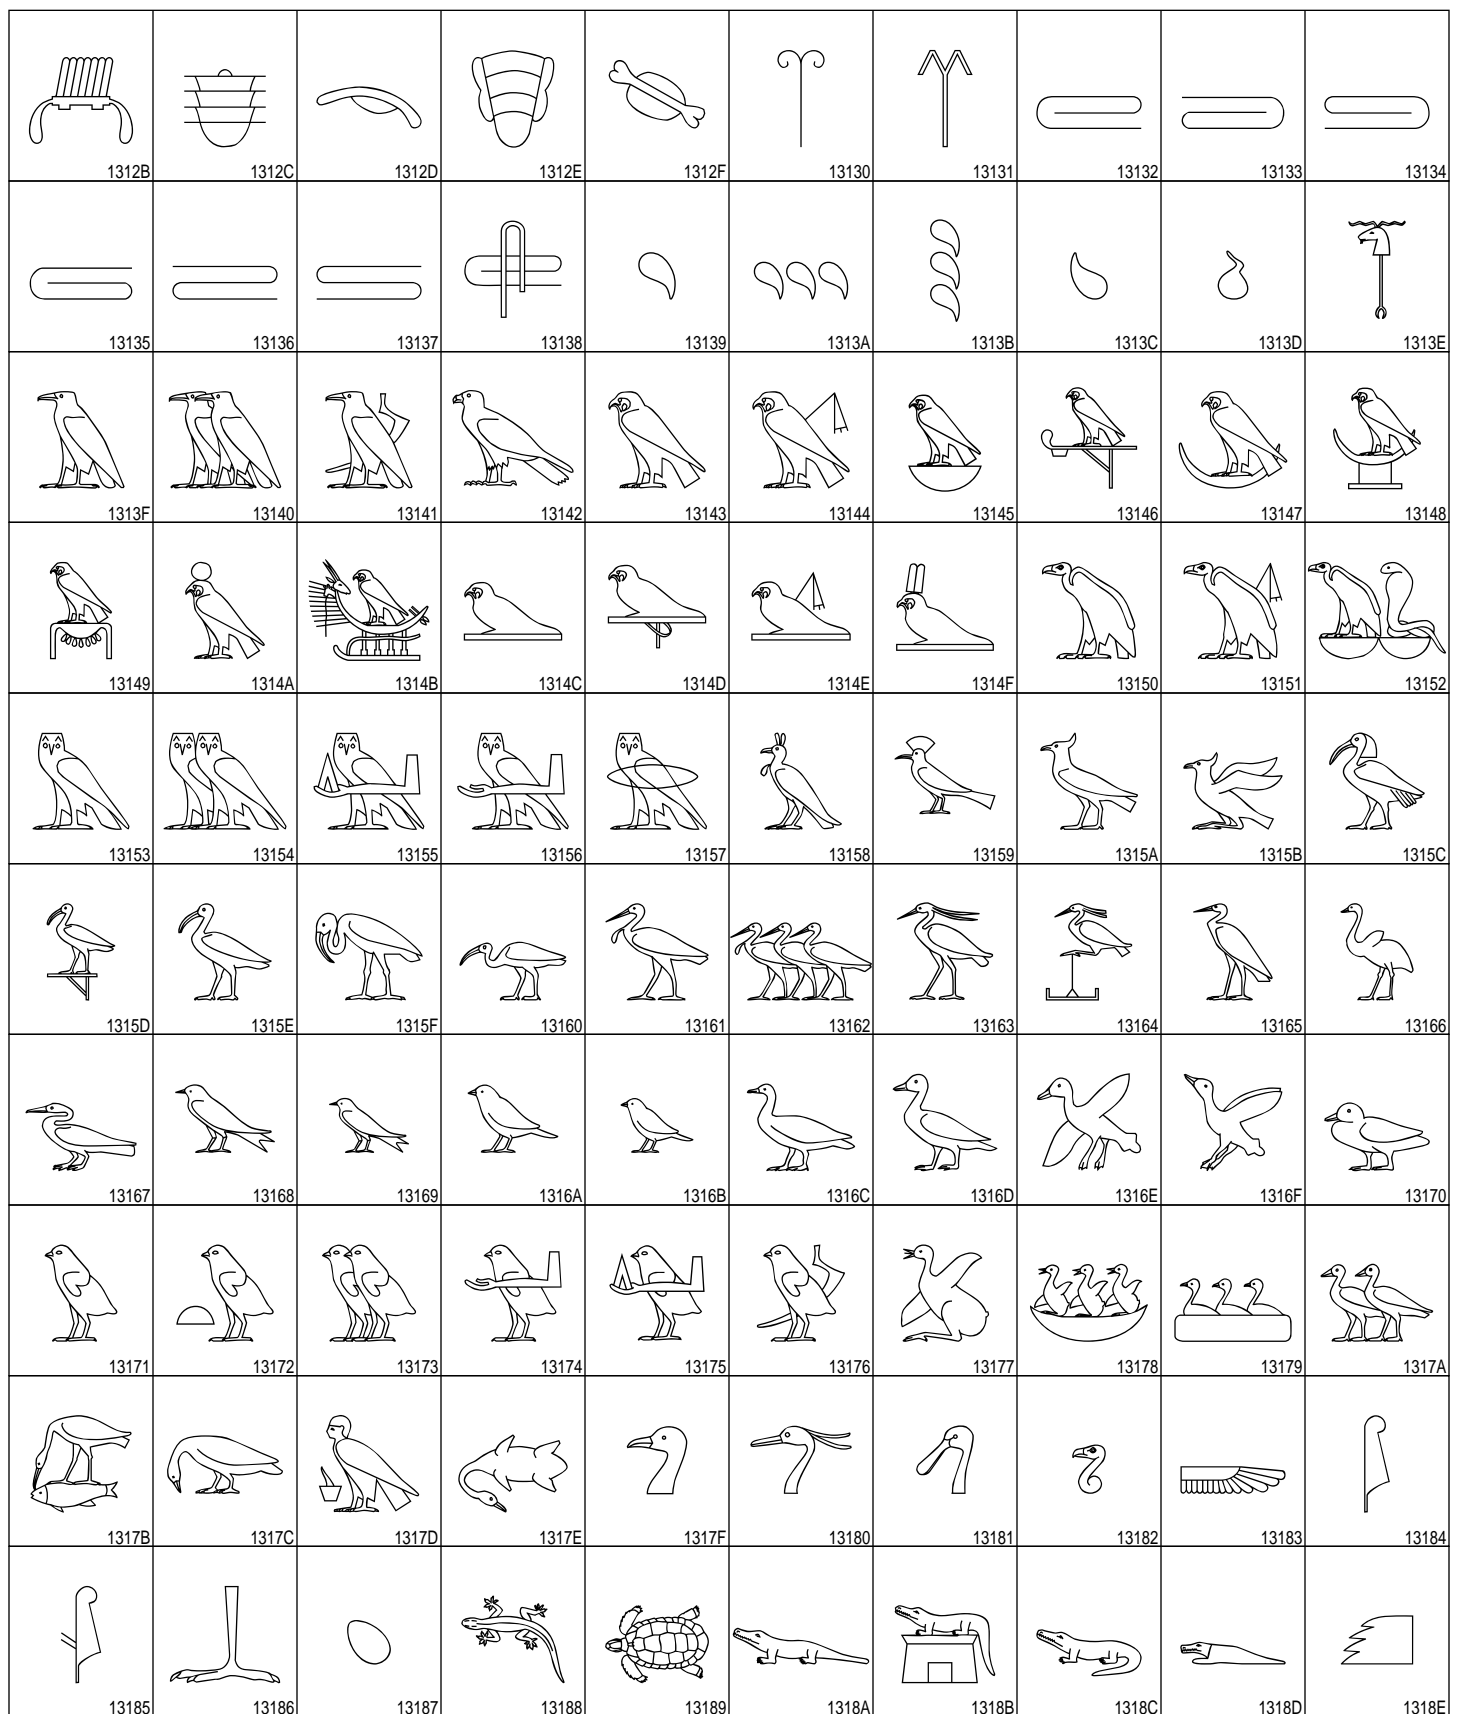 𓄫 𓄬 𓄭 𓄮 𓄯 𓄰 𓄱 𓄲 𓄳 𓄴
1312B 1312C 1312D 1312E 1312F 13130 13131 13132 13133 13134
𓄵 𓄶 𓄷 𓄸 𓄹 𓄺 𓄻 𓄼 𓄽 𓄾
13135 13136 13137 13138 13139 1313A 1313B 1313C 1313D 1313E
𓄿 𓅀 𓅁 𓅂 𓅃 𓅄 𓅅 𓅆 𓅇 𓅈
1313F 13140 13141 13142 13143 13144 13145 13146 13147 13148
𓅉 𓅊 𓅋 𓅌 𓅍 𓅎 𓅏 𓅐 𓅑 𓅒
13149 1314A 1314B 1314C 1314D 1314E 1314F 13150 13151 13152
𓅓 𓅔 𓅕 𓅖 𓅗 𓅘 𓅙 𓅚 𓅛 𓅜
13153 13154 13155 13156 13157 13158 13159 1315A 1315B 1315C
𓅝 𓅞 𓅟 𓅠 𓅡 𓅢 𓅣 𓅤 𓅥 𓅦
1315D 1315E 1315F 13160 13161 13162 13163 13164 13165 13166
𓅧 𓅨 𓅩 𓅪 𓅫 𓅬 𓅭 𓅮 𓅯 𓅰
13167 13168 13169 1316A 1316B 1316C 1316D 1316E 1316F 13170
𓅱 𓅲 𓅳 𓅴 𓅵 𓅶 𓅷 𓅸 𓅹 𓅺
13171 13172 13173 13174 13175 13176 13177 13178 13179 1317A
𓅻 𓅼 𓅽 𓅾 𓅿 𓆀 𓆁 𓆂 𓆃 𓆄
1317B 1317C 1317D 1317E 1317F 13180 13181 13182 13183 13184
𓆅 𓆆 𓆇 𓆈 𓆉 𓆊 𓆋 𓆌 𓆍 𓆎
13185 13186 13187 13188 13189 1318A 1318B 1318C 1318D 1318E